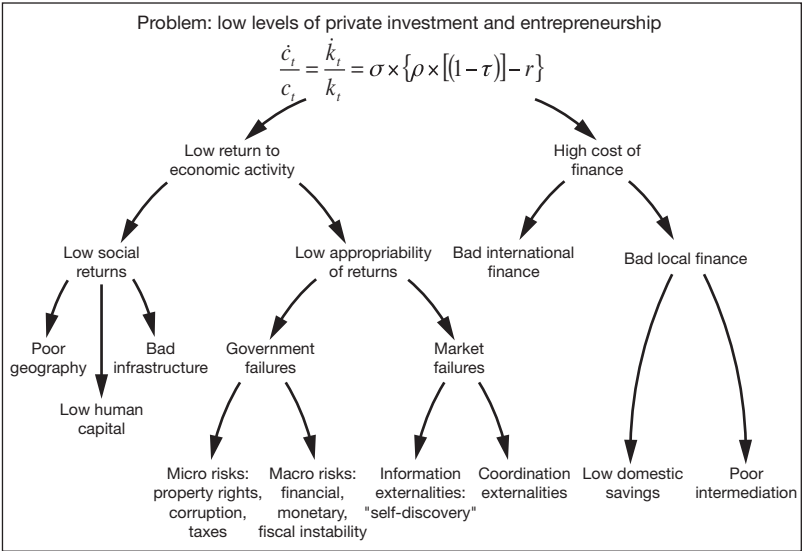 Problem: low levels of private investment and entrepreneurship
ċₜ/cₜ = k̇ₜ/kₜ = σ × {ρ × [(1 − τ)] − r}
Low return to
economic activity
High cost of
finance
Low social
returns
Low appropriability
of returns
Bad international
finance
Bad local finance
Poor
geography
Bad
infrastructure
Low human
capital
Government
failures
Market
failures
Micro risks:
property rights,
corruption,
taxes
Macro risks:
financial,
monetary,
fiscal instability
Information
externalities:
"self-discovery"
Coordination
externalities
Low domestic
savings
Poor
intermediation